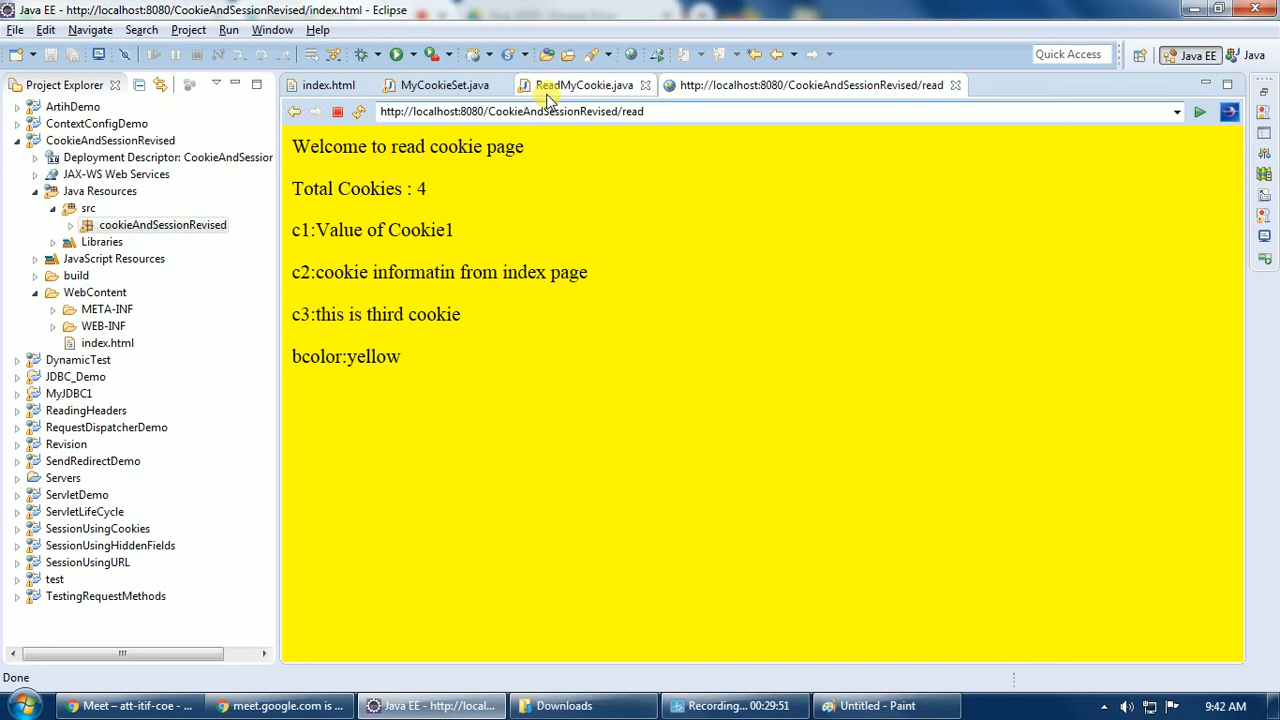 Java EE - http://localhost:8080/CookieAndSessionRevised/index.html - Eclipse
File Edit Navigate Search Project Run Window Help
Quick Access
Java EE
Java
Project Explorer
index.html
MyCookieSet.java
ReadMyCookie.java
http://localhost:8080/CookieAndSessionRevised/read
http://localhost:8080/CookieAndSessionRevised/read
ArtihDemo
ContextConfigDemo
CookieAndSessionRevised
Deployment Descriptor: CookieAndSession
JAX-WS Web Services
Java Resources
src
cookieAndSessionRevised
Libraries
JavaScript Resources
build
WebContent
META-INF
WEB-INF
index.html
DynamicTest
JDBC_Demo
MyJDBC1
ReadingHeaders
RequestDispatcherDemo
Revision
SendRedirectDemo
Servers
ServletDemo
ServletLifeCycle
SessionUsingCookies
SessionUsingHiddenFields
SessionUsingURL
test
TestingRequestMethods
Welcome to read cookie page
Total Cookies : 4
c1:Value of Cookie1
c2:cookie informatin from index page
c3:this is third cookie
bcolor:yellow
Done
Meet – att-itif-coe - ...
meet.google.com is ...
Java EE - http://local...
Downloads
Recording... 00:29:51
Untitled - Paint
9:42 AM